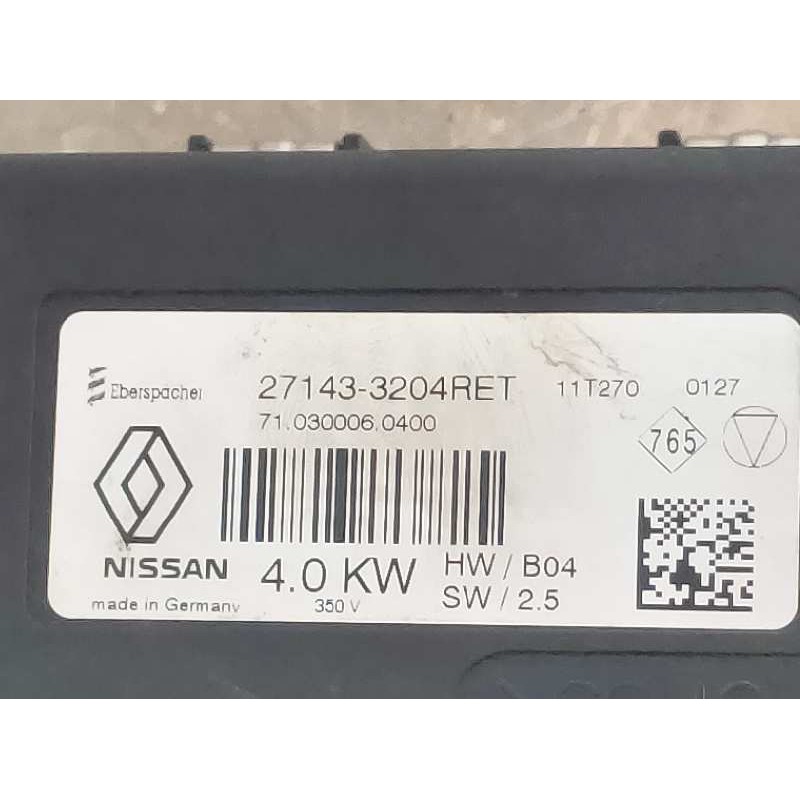 Eberspächer 27143-3204RET 11T270 0127
71.030006.0400
765
NISSAN 4.0 KW HW / B04
made in Germany 350 V SW / 2.5